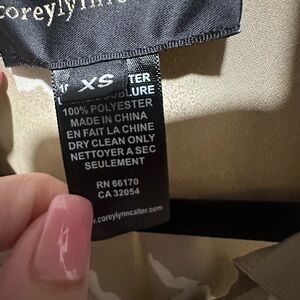 coreylynn
XS
TER
100% POLYESTER
MADE IN CHINA
EN FAIT LA CHINE
DRY CLEAN ONLY
NETTOYER A SEC
SEULEMENT
RN 66170
CA 32054
www.coreylynncalter.com